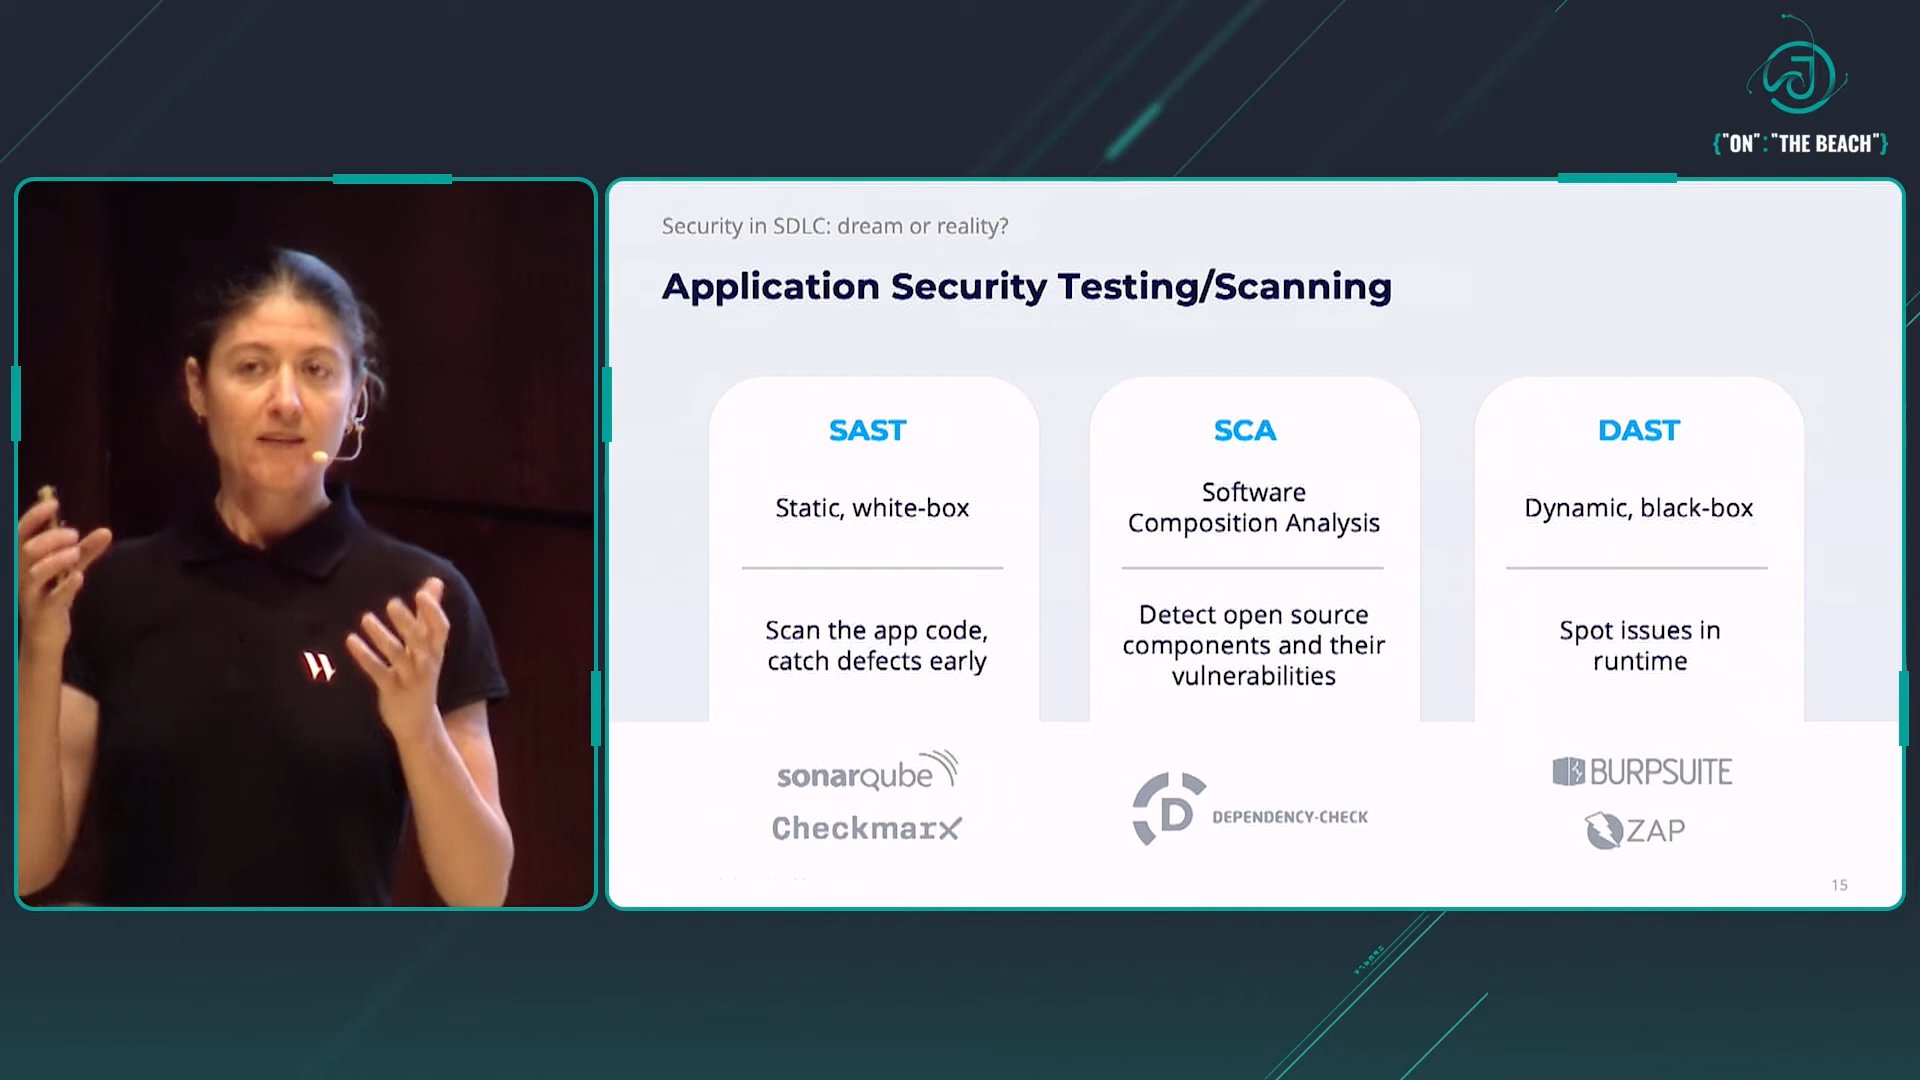 {"ON":"THE BEACH"}
Security in SDLC: dream or reality?
Application Security Testing/Scanning
SAST
Static, white-box
Scan the app code,
catch defects early
sonarqube
Checkmarx
SCA
Software
Composition Analysis
Detect open source
components and their
vulnerabilities
D
DEPENDENCY-CHECK
DAST
Dynamic, black-box
Spot issues in
runtime
BURPSUITE
ZAP
15